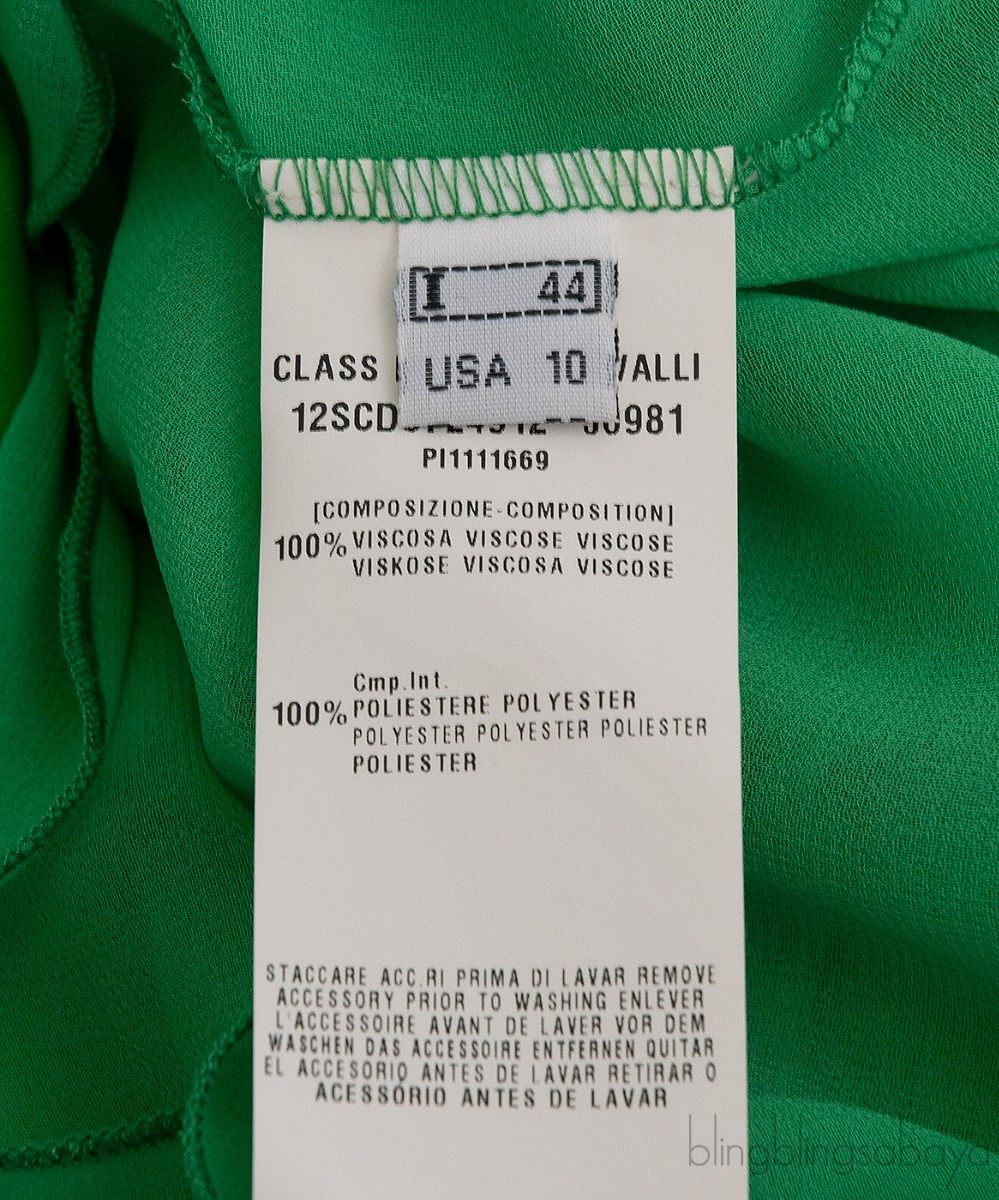 I 44
USA 10
CLASS VALLI
12SCD 981
PI1111669
[COMPOSIZIONE-COMPOSITION]
100% VISCOSA VISCOSE VISCOSE
VISKOSE VISCOSA VISCOSE
Cmp.Int.
100% POLIESTERE POLYESTER
POLYESTER POLYESTER POLIESTER
POLIESTER
STACCARE ACC.RI PRIMA DI LAVAR REMOVE
ACCESSORY PRIOR TO WASHING ENLEVER
L'ACCESSOIRE AVANT DE LAVER VOR DEM
WASCHEN DAS ACCESSOIRE ENTFERNEN QUITAR
EL ACCESORIO ANTES DE LAVAR RETIRAR O
ACESSÓRIO ANTES DE LAVAR
blingblingsabaya